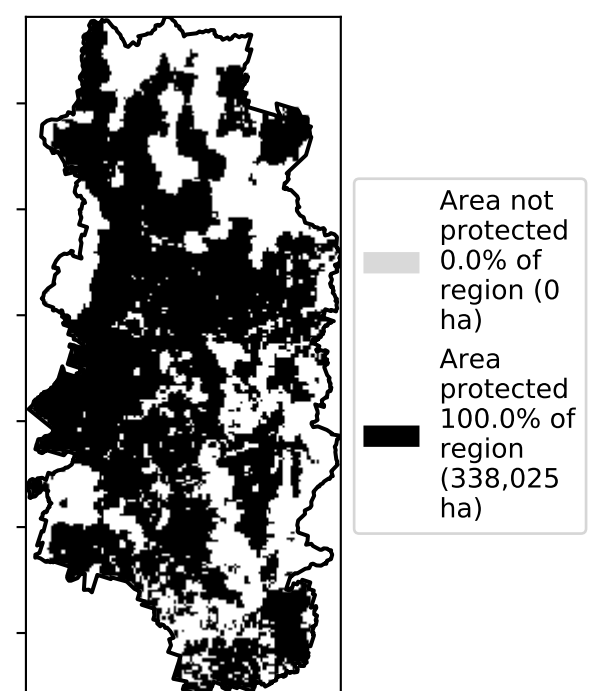 Area not
protected
0.0% of
region (0
ha)
Area
protected
100.0% of
region
(338,025
ha)